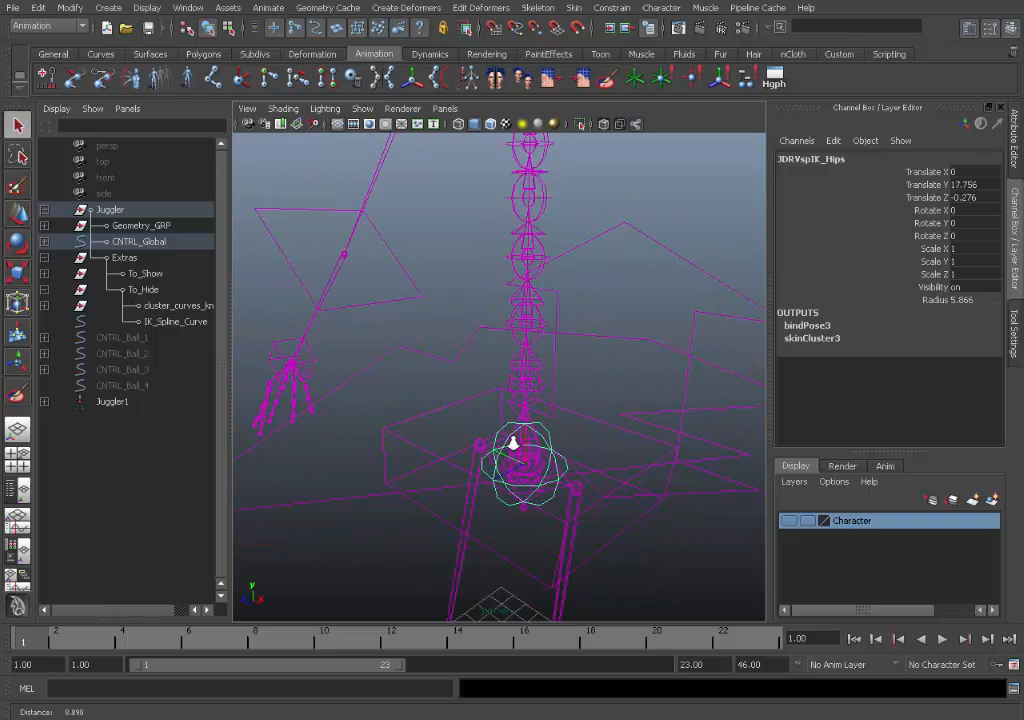 File Edit Modify Create Display Window Assets Animate Geometry Cache Create Deformers Edit Deformers Skeleton Skin Constrain Character Muscle Pipeline Cache Help
Animation
General Curves Surfaces Polygons Subdivs Deformation Animation Dynamics Rendering PaintEffects Toon Muscle Fluids Fur Hair nCloth Custom Scripting
Hgph
Display Show Panels
View Shading Lighting Show Renderer Panels
Channel Box / Layer Editor
persp
top
front
side
Juggler
Geometry_GRP
CNTRL_Global
Extras
To_Show
To_Hide
cluster_curves_kn
IK_Spline_Curve
CNTRL_Ball_1
CNTRL_Ball_2
CNTRL_Ball_3
CNTRL_Ball_4
Juggler1
y
x
persp
Channels Edit Object Show
JDRVspIK_Hips
Translate X 0
Translate Y 17.756
Translate Z -0.276
Rotate X 0
Rotate Y 0
Rotate Z 0
Scale X 1
Scale Y 1
Scale Z 1
Visibility on
Radius 5.866
OUTPUTS
bindPose3
skinCluster3
Display Render Anim
Layers Options Help
Character
Attribute Editor
Channel Box / Layer Editor
Tool Settings
1 2 4 6 8 10 12 14 16 18 20 22
1.00
1.00 1.00 1 23 23.00 46.00 No Anim Layer No Character Set
MEL
Distance: 8.890